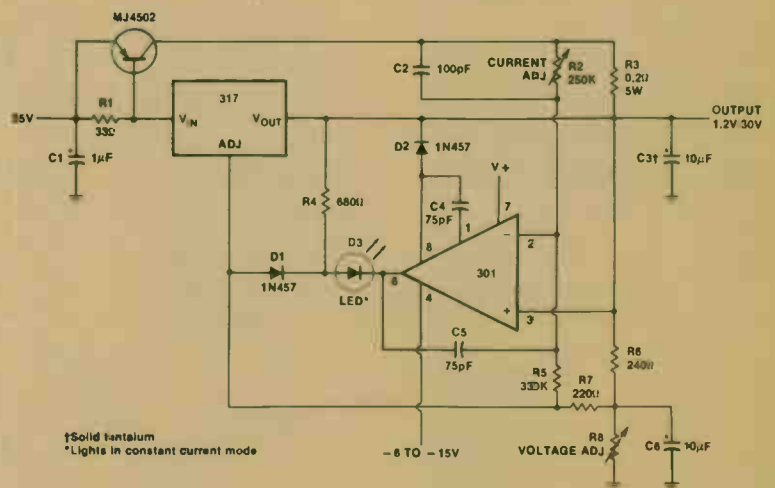 MJ4502
R1
33Ω
35V
C1
1µF
317
VIN
VOUT
ADJ
C2
100pF
CURRENT
ADJ
R2
250K
R3
0.2Ω
5W
OUTPUT
1.2V-30V
C3†
10µF
R4
680Ω
D2
1N457
V+
C4
75pF
7
1
8
2
3
4
6
301
D1
1N457
D3
LED*
C5
75pF
R5
330K
R6
240Ω
R7
220Ω
R8
VOLTAGE ADJ
C6
10µF
-6 TO -15V
†Solid tantalum
*Lights in constant current mode